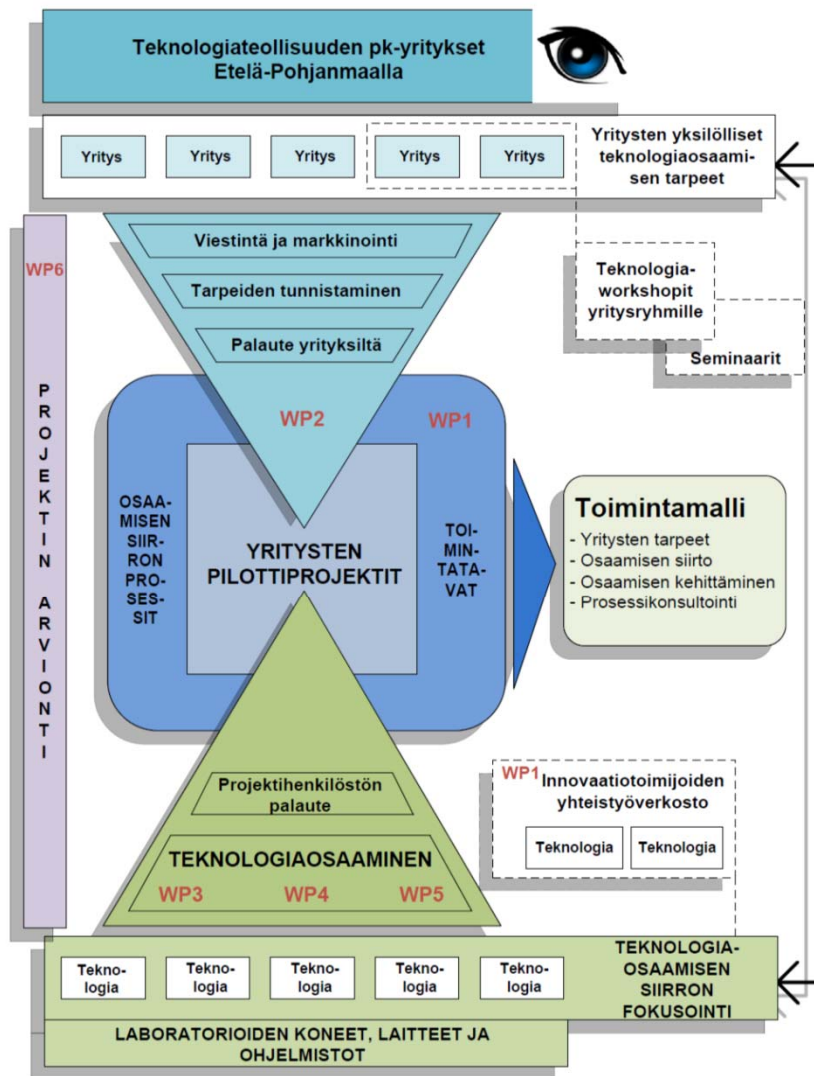 Teknologiateollisuuden pk-yritykset
Etelä-Pohjanmaalla
Yritys
Yritys
Yritys
Yritys
Yritys
Yritysten yksilölliset
teknologiaosaami-
sen tarpeet
WP6
PROJEKTIN ARVIONTI
Viestintä ja markkinointi
Tarpeiden tunnistaminen
Palaute yrityksiltä
Teknologia-
workshopit
yritysryhmille
Seminaarit
WP2
WP1
OSAA-
MISEN
SIIR-
RON
PRO-
SES-
SIT
YRITYSTEN
PILOTTIPROJEKTIT
TOI-
MIN-
TATA-
VAT
Toimintamalli
- Yritysten tarpeet
- Osaamisen siirto
- Osaamisen kehittäminen
- Prosessikonsultointi
Projektihenkilöstön
palaute
TEKNOLOGIAOSAAMINEN
WP3 WP4 WP5
WP1
Innovaatiotoimijoiden
yhteistyöverkosto
Teknologia
Teknologia
Tekno-
logia
Tekno-
logia
Tekno-
logia
Tekno-
logia
Tekno-
logia
TEKNOLOGIA-
OSAAMISEN
SIIRRON
FOKUSOINTI
LABORATORIOIDEN KONEET, LAITTEET JA
OHJELMISTOT